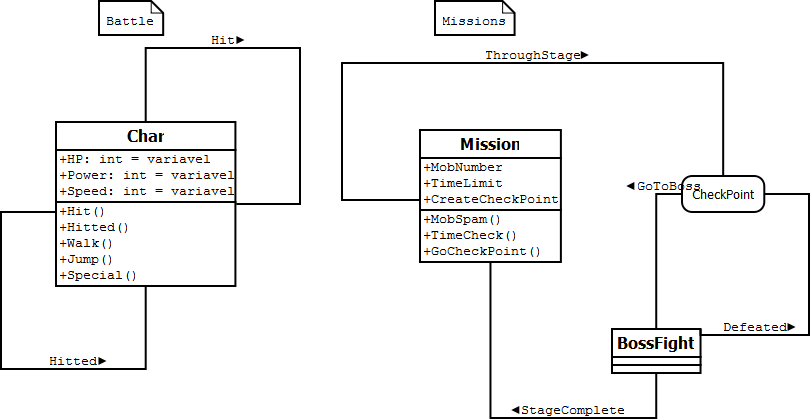 Battle
Hit
Char
+HP: int = variavel
+Power: int = variavel
+Speed: int = variavel
+Hit()
+Hitted()
+Walk()
+Jump()
+Special()
Hitted
Missions
ThroughStage
Mission
+MobNumber
+TimeLimit
+CreateCheckPoint
+MobSpam()
+TimeCheck()
+GoCheckPoint()
GoToBoss
CheckPoint
Defeated
BossFight
StageComplete